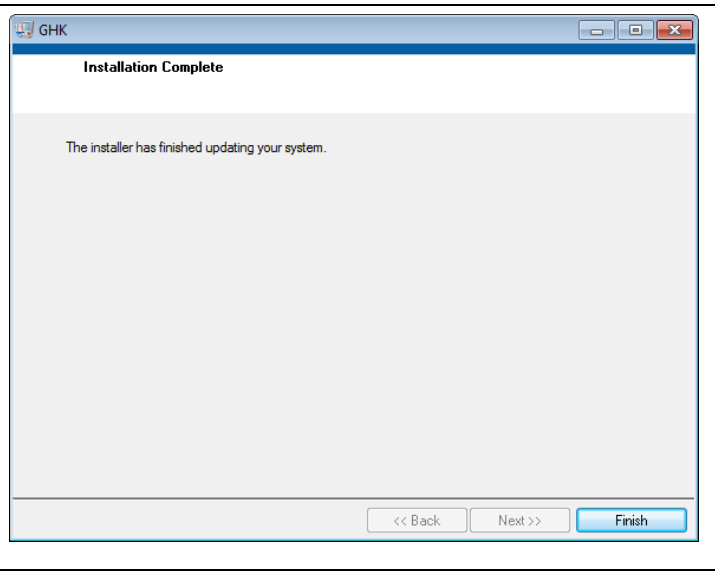 GHK
Installation Complete
The installer has finished updating your system.
<< Back
Next >>
Finish